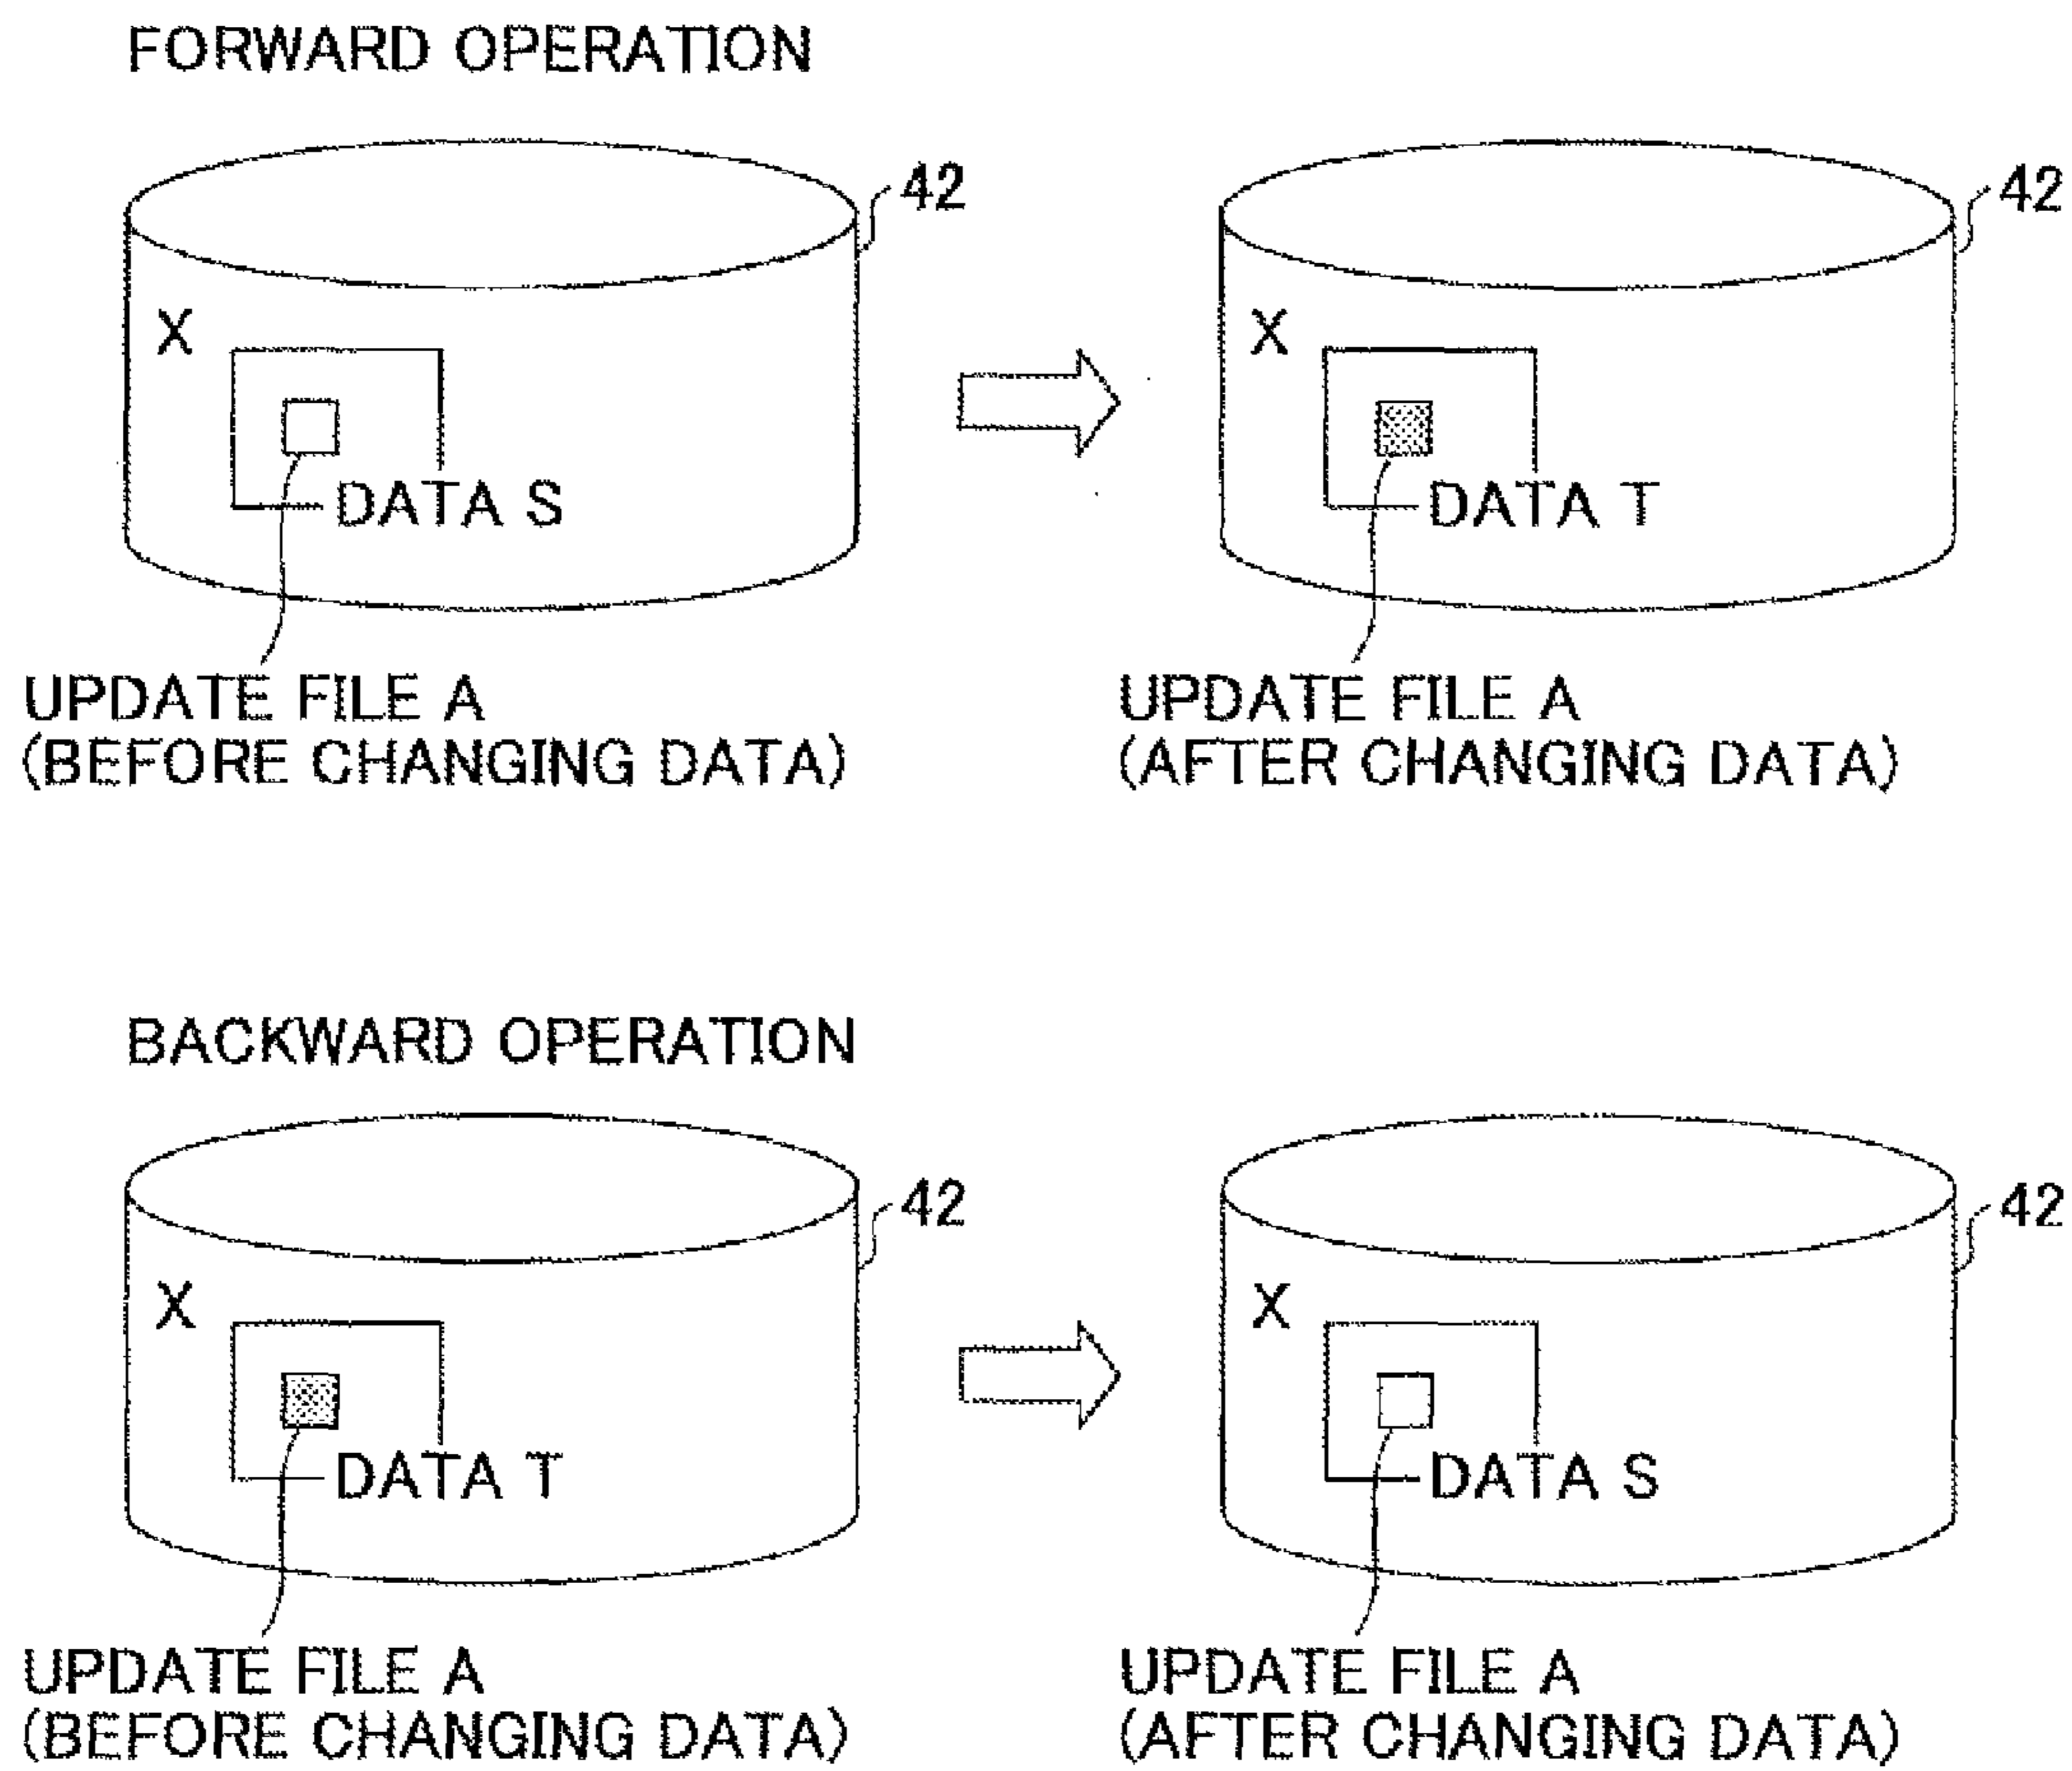 FORWARD OPERATION
42
42
X
X
DATA S
DATA T
UPDATE FILE A
(BEFORE CHANGING DATA)
UPDATE FILE A
(AFTER CHANGING DATA)
BACKWARD OPERATION
42
42
X
X
DATA T
DATA S
UPDATE FILE A
(BEFORE CHANGING DATA)
UPDATE FILE A
(AFTER CHANGING DATA)